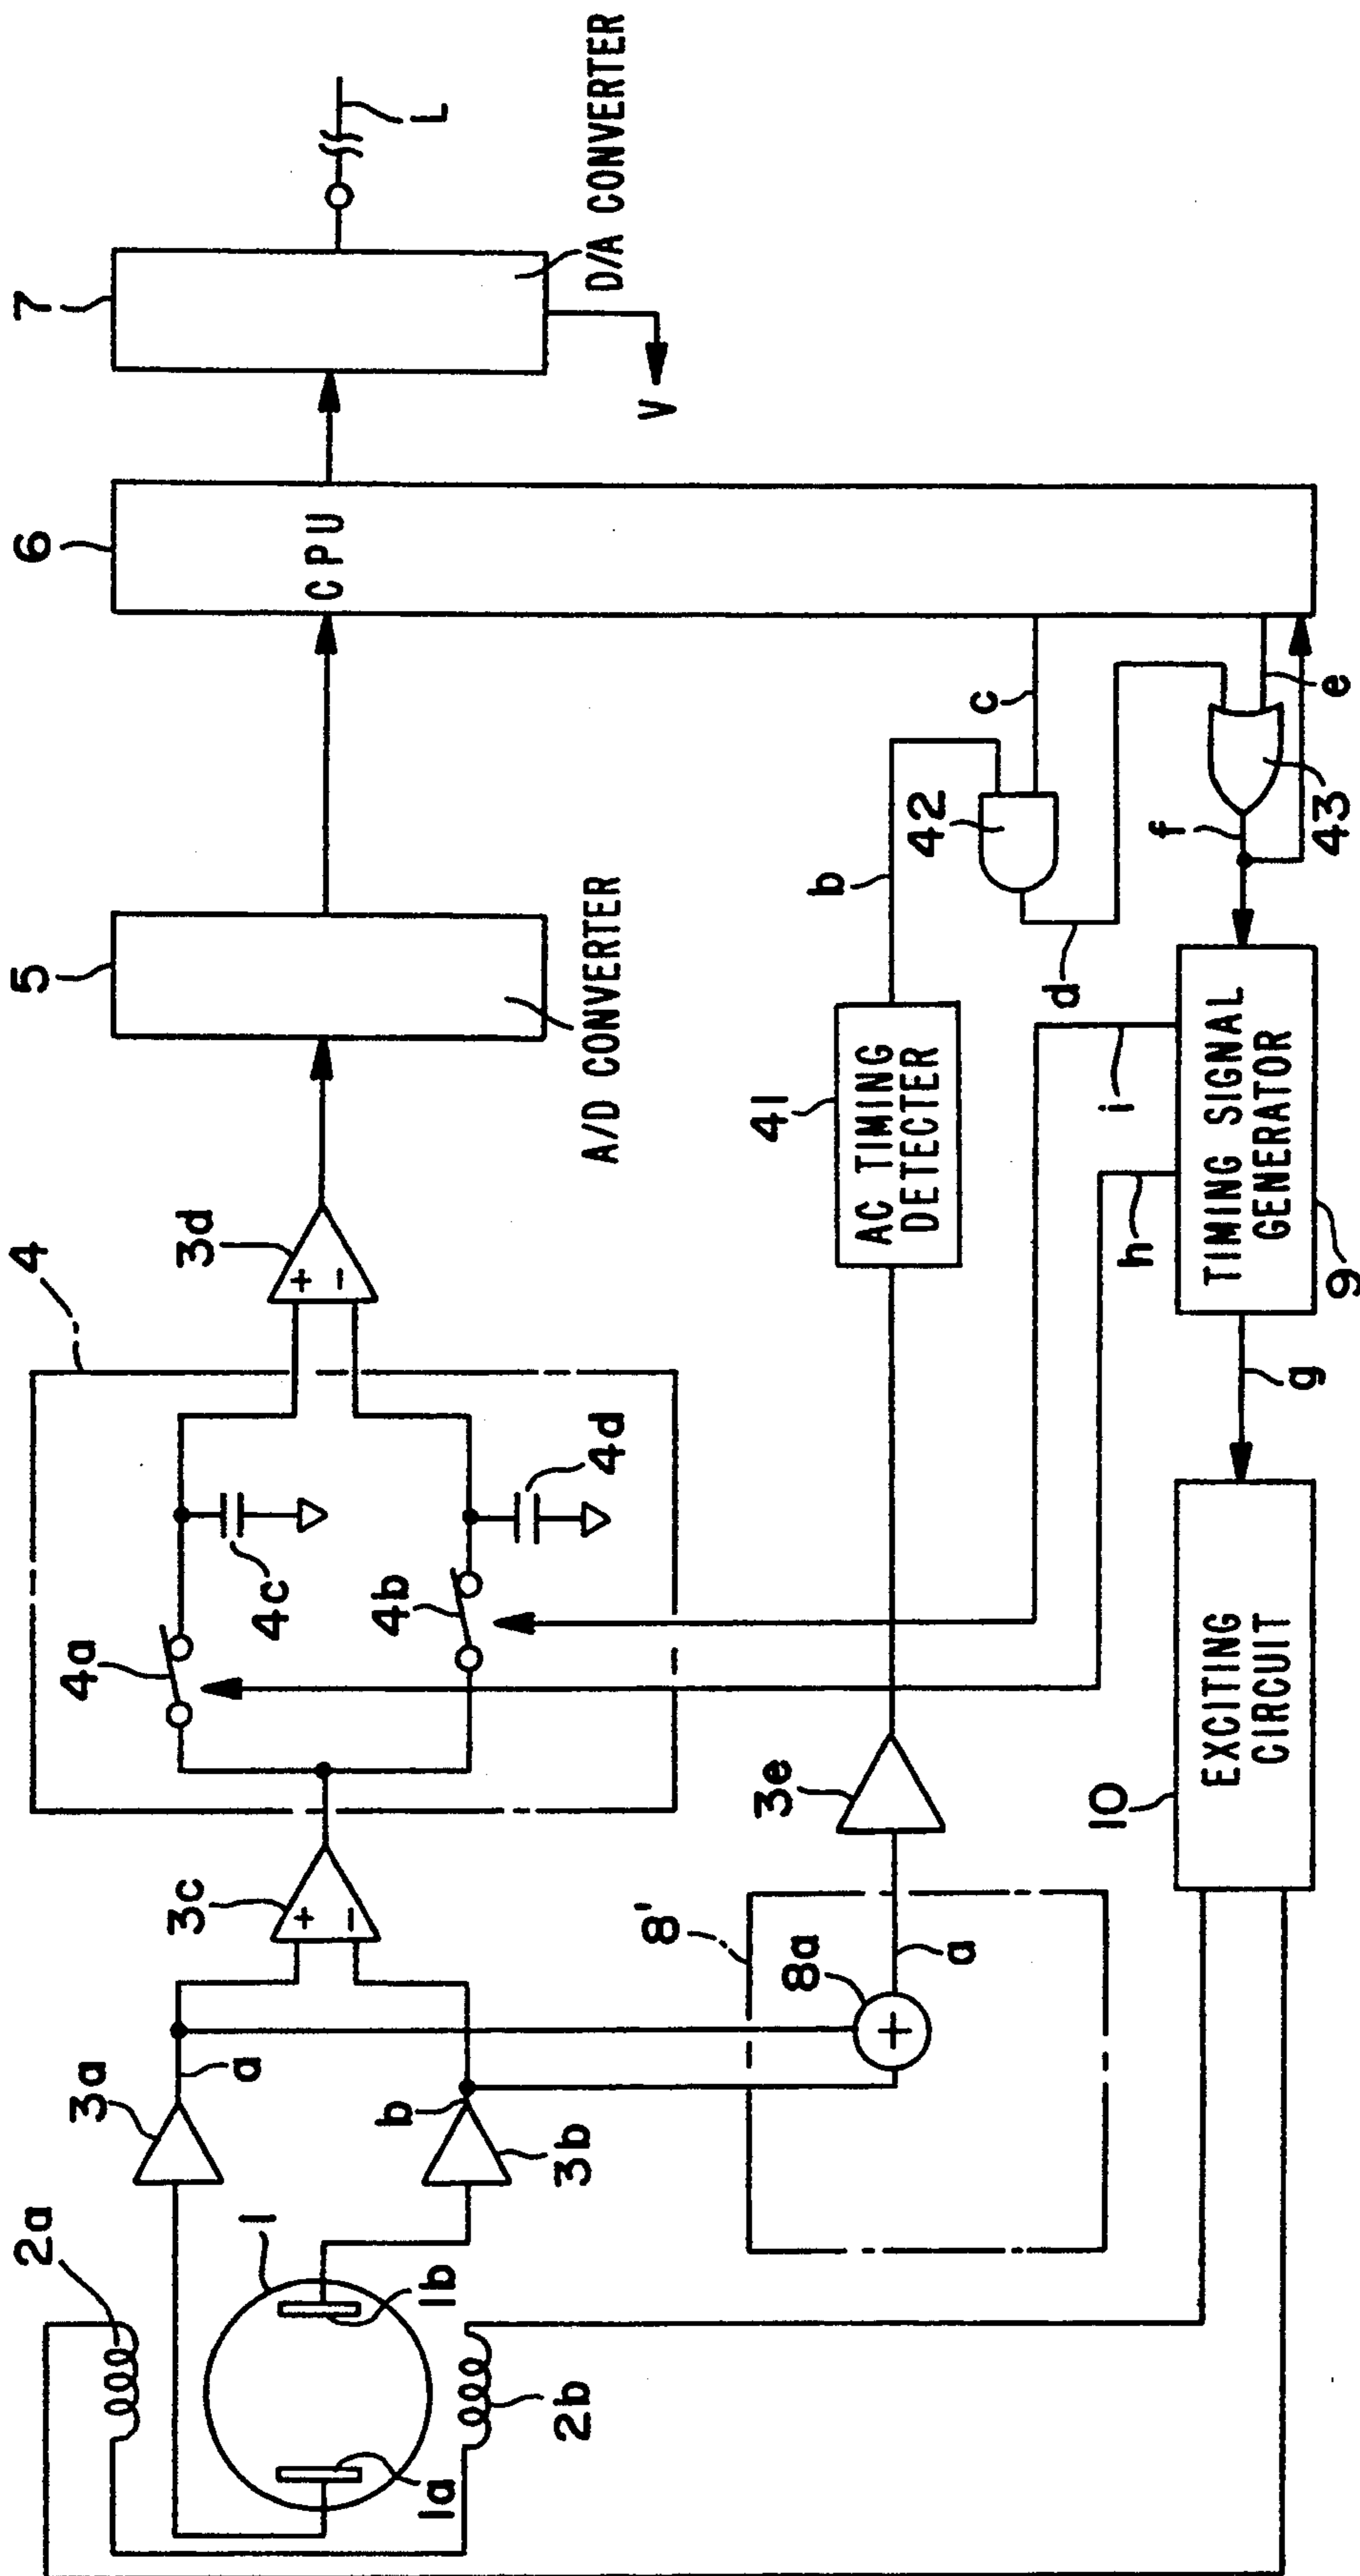 2a
1
1b
1a
2b
3a
a
b
3b
3c
+
−
4
4a
4b
4c
4d
3d
+
−
5
A/D CONVERTER
6
CPU
7
D/A CONVERTER
L
V
8'
8a
+
a
3e
41
AC TIMING
DETECTER
b
42
c
d
e
43
f
i
h
TIMING SIGNAL
GENERATOR
9
g
10
EXCITING
CIRCUIT